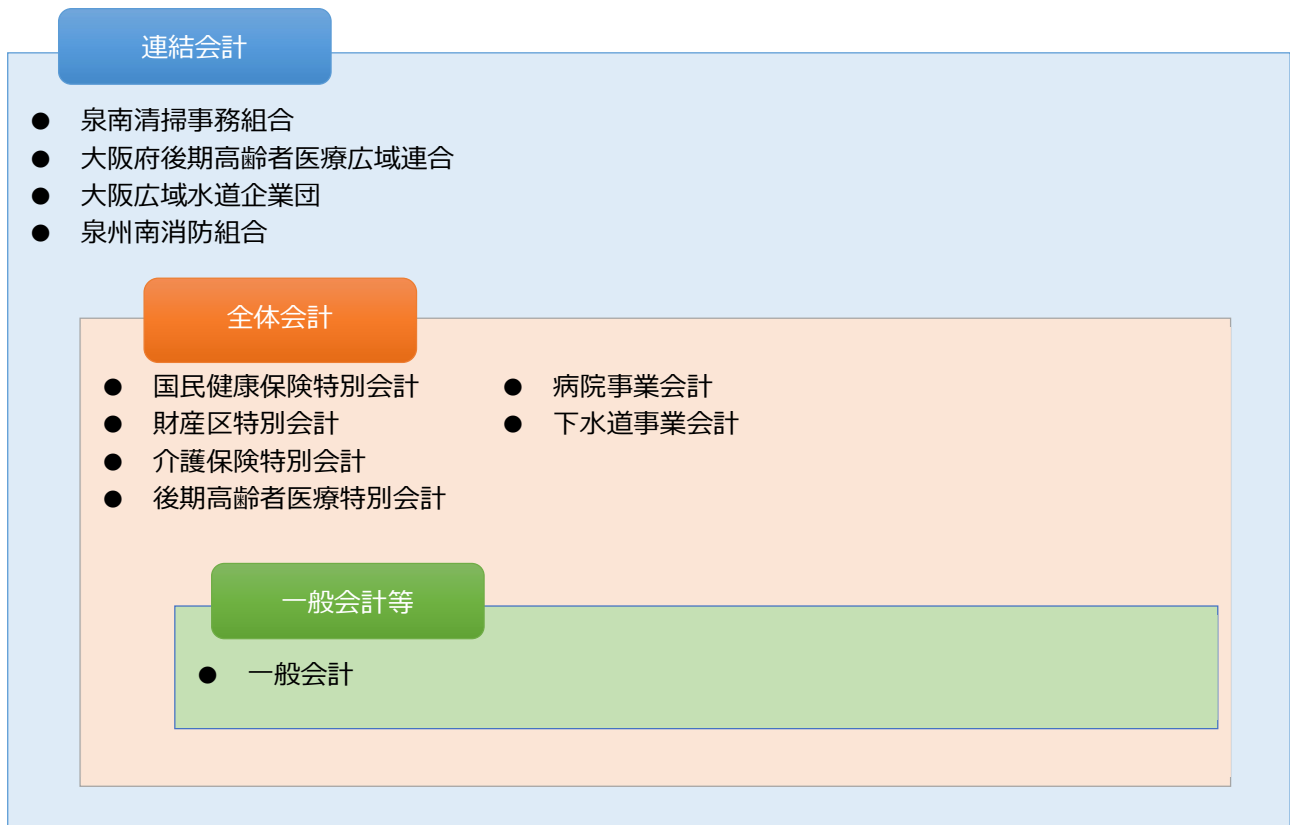 連結会計
● 泉南清掃事務組合
● 大阪府後期高齢者医療広域連合
● 大阪広域水道企業団
● 泉州南消防組合
全体会計
● 国民健康保険特別会計
● 財産区特別会計
● 介護保険特別会計
● 後期高齢者医療特別会計
● 病院事業会計
● 下水道事業会計
一般会計等
● 一般会計